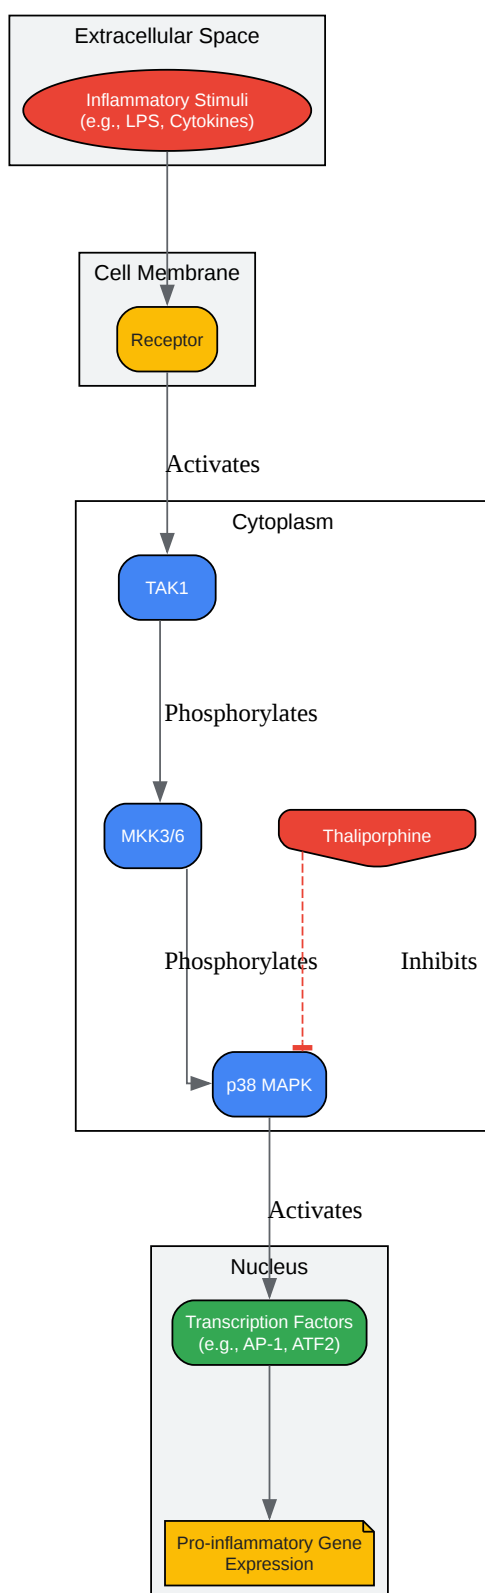 Extracellular Space
Inflammatory Stimuli
(e.g., LPS, Cytokines)
Cell Membrane
Receptor
Activates
Cytoplasm
TAK1
Phosphorylates
MKK3/6
Thaliporphine
Phosphorylates
Inhibits
p38 MAPK
Activates
Nucleus
Transcription Factors
(e.g., AP-1, ATF2)
Pro-inflammatory Gene
Expression